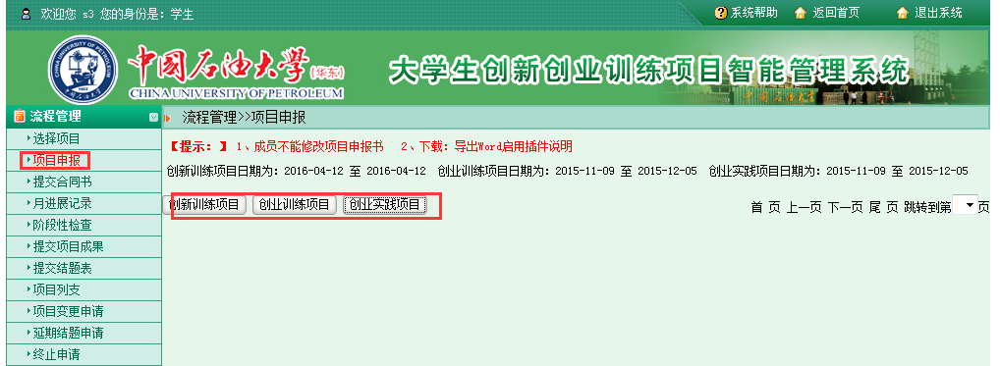 欢迎您 s3 您的身份是：学生
系统帮助 返回首页 退出系统
中国石油大学(华东)
CHINA UNIVERSITY OF PETROLEUM
大学生创新创业训练项目智能管理系统
流程管理
流程管理>>项目申报
选择项目
项目申报
提交合同书
月进展记录
阶段性检查
提交项目成果
提交结题表
项目列支
项目变更申请
延期结题申请
终止申请
【提示：】 1、成员不能修改项目申报书 2、下载：导出Word启用插件说明
创新训练项目日期为：2016-04-12 至 2016-04-12 创业训练项目日期为：2015-11-09 至 2015-12-05 创业实践项目日期为：2015-11-09 至 2015-12-05
创新训练项目 创业训练项目 创业实践项目
首 页 上一页 下一页 尾 页 跳转到第 页